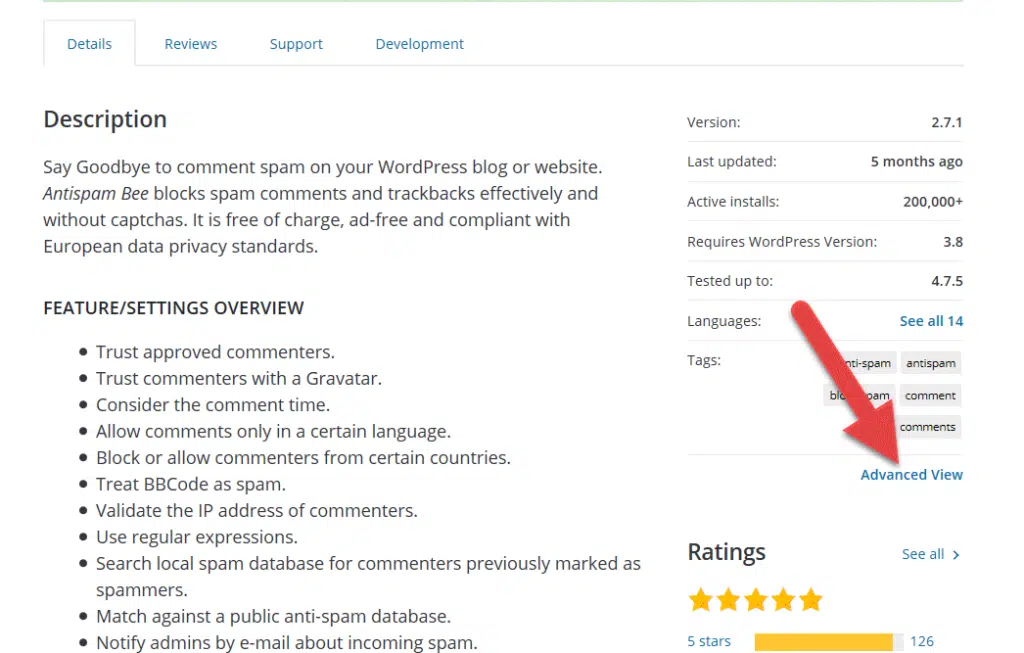 Details
Reviews
Support
Development
Description
Say Goodbye to comment spam on your WordPress blog or website.
Antispam Bee blocks spam comments and trackbacks effectively and
without captchas. It is free of charge, ad-free and compliant with
European data privacy standards.
FEATURE/SETTINGS OVERVIEW
Trust approved commenters.
Trust commenters with a Gravatar.
Consider the comment time.
Allow comments only in a certain language.
Block or allow commenters from certain countries.
Treat BBCode as spam.
Validate the IP address of commenters.
Use regular expressions.
Search local spam database for commenters previously marked as
spammers.
Match against a public anti-spam database.
Notify admins by e-mail about incoming spam.
Version: 2.7.1
Last updated: 5 months ago
Active installs: 200,000+
Requires WordPress Version: 3.8
Tested up to: 4.7.5
Languages: See all 14
Tags: nti-spam antispam
comment
comments
Advanced View
Ratings See all
5 stars 126